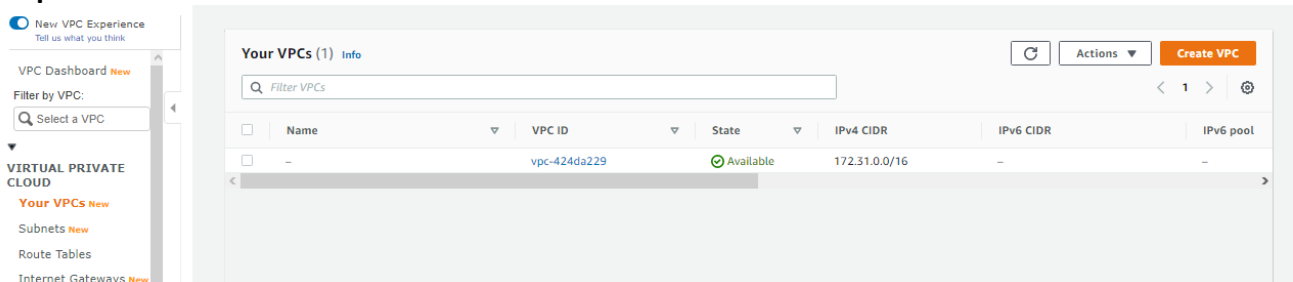 New VPC Experience
Tell us what you think
VPC Dashboard New
Filter by VPC:
Select a VPC
VIRTUAL PRIVATE
CLOUD
Your VPCs New
Subnets New
Route Tables
Internet Gateways New
Your VPCs (1) Info
Actions
Create VPC
Filter VPCs
1
Name VPC ID State IPv4 CIDR IPv6 CIDR IPv6 pool
– vpc-424da229 Available 172.31.0.0/16 – –